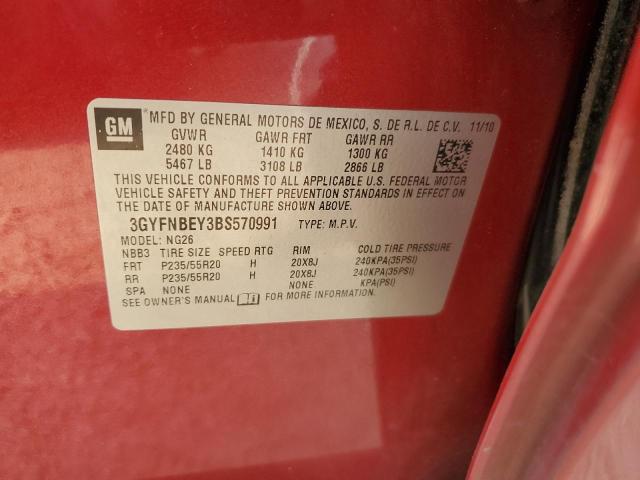 GM
MFD BY GENERAL MOTORS DE MEXICO, S. DE R.L. DE C.V. 11/10
GVWR GAWR FRT GAWR RR
2480 KG 1410 KG 1300 KG
5467 LB 3108 LB 2866 LB
THIS VEHICLE CONFORMS TO ALL APPLICABLE U.S. FEDERAL MOTOR
VEHICLE SAFETY AND THEFT PREVENTION STANDARDS IN EFFECT ON
THE DATE OF MANUFACTURE SHOWN ABOVE.
3GYFNBEY3BS570991 TYPE: M.P.V.
MODEL: NG26
NBB3 TIRE SIZE SPEED RTG RIM COLD TIRE PRESSURE
FRT P235/55R20 H 20X8J 240KPA(35PSI)
RR P235/55R20 H 20X8J 240KPA(35PSI)
SPA NONE NONE KPA(PSI)
SEE OWNER'S MANUAL FOR MORE INFORMATION.